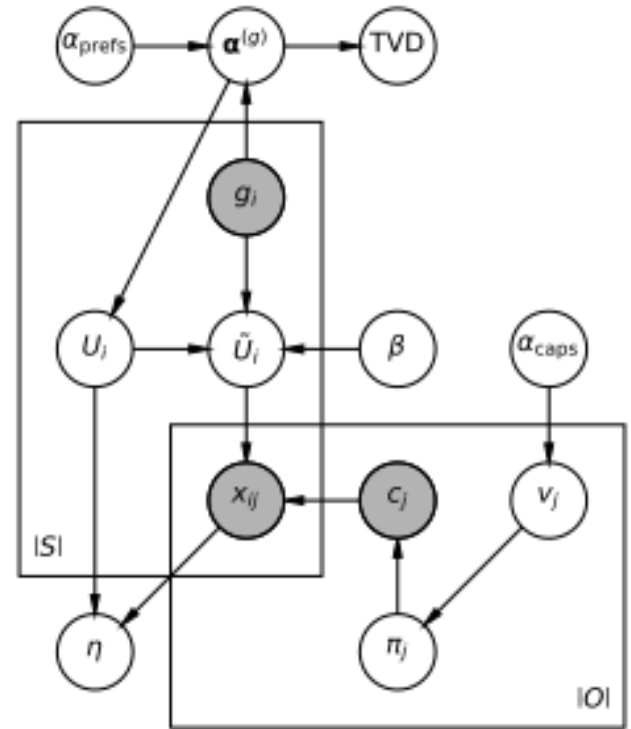 α_prefs α^(g) TVD
g_i
U_i Ũ_i β α_caps
x_ij c_j v_j
|S|
η π_j
|O|